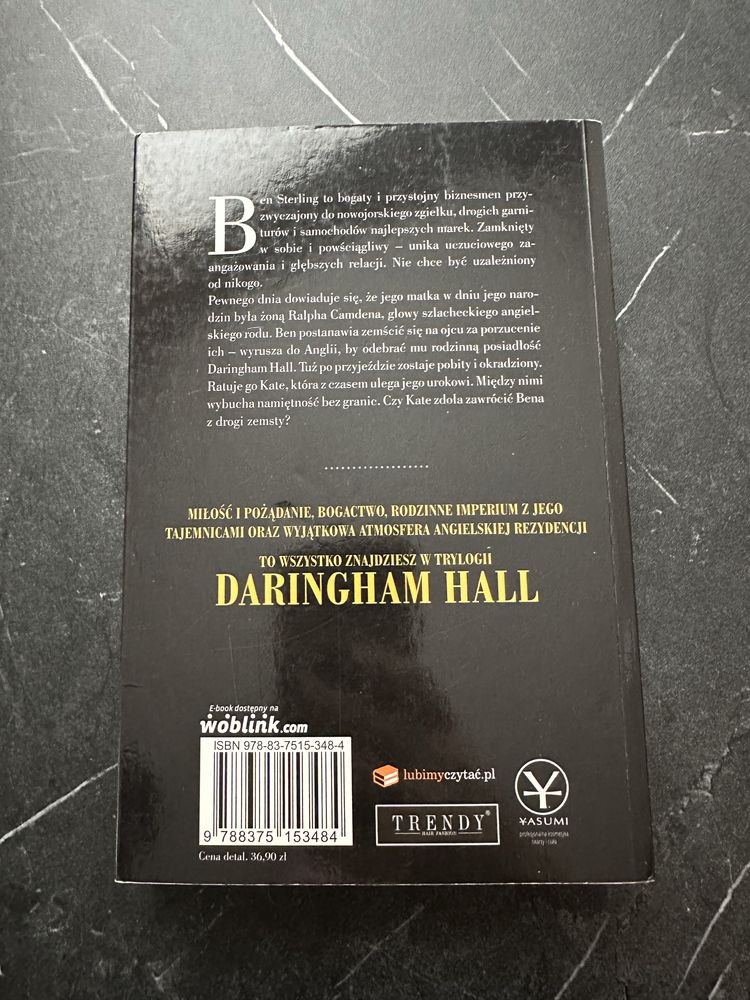 Ben Sterling to bogaty i przystojny biznesmen przy-
zwyczajony do nowojorskiego zgiełku, drogich garni-
turów i samochodów najlepszych marek. Zamknięty
w sobie i powściągliwy – unika uczuciowego za-
angażowania i głębszych relacji. Nie chce być uzależniony
od nikogo.
Pewnego dnia dowiaduje się, że jego matka w dniu jego naro-
dzin była żoną Ralpha Camdena, głowy szlacheckiego angiel-
skiego rodu. Ben postanawia zemścić się na ojcu za porzucenie
ich – wyrusza do Anglii, by odebrać mu rodzinną posiadłość
Daringham Hall. Tuż po przyjeździe zostaje pobity i okradziony.
Ratuje go Kate, która z czasem ulega jego urokowi. Między nimi
wybucha namiętność bez granic. Czy Kate zdoła zawrócić Bena
z drogi zemsty?
MIŁOŚĆ I POŻĄDANIE, BOGACTWO, RODZINNE IMPERIUM Z JEGO
TAJEMNICAMI ORAZ WYJĄTKOWA ATMOSFERA ANGIELSKIEJ REZYDENCJI
TO WSZYSTKO ZNAJDZIESZ W TRYLOGII
DARINGHAM HALL
E-book dostępny na
woblink.com
ISBN 978-83-7515-348-4
9 788375 153484
Cena detal. 36,90 zł
lubimyczytać.pl
TRENDY®
HAIR FASHION
YASUMI
profesjonalna kosmetyka
twarzy i ciała